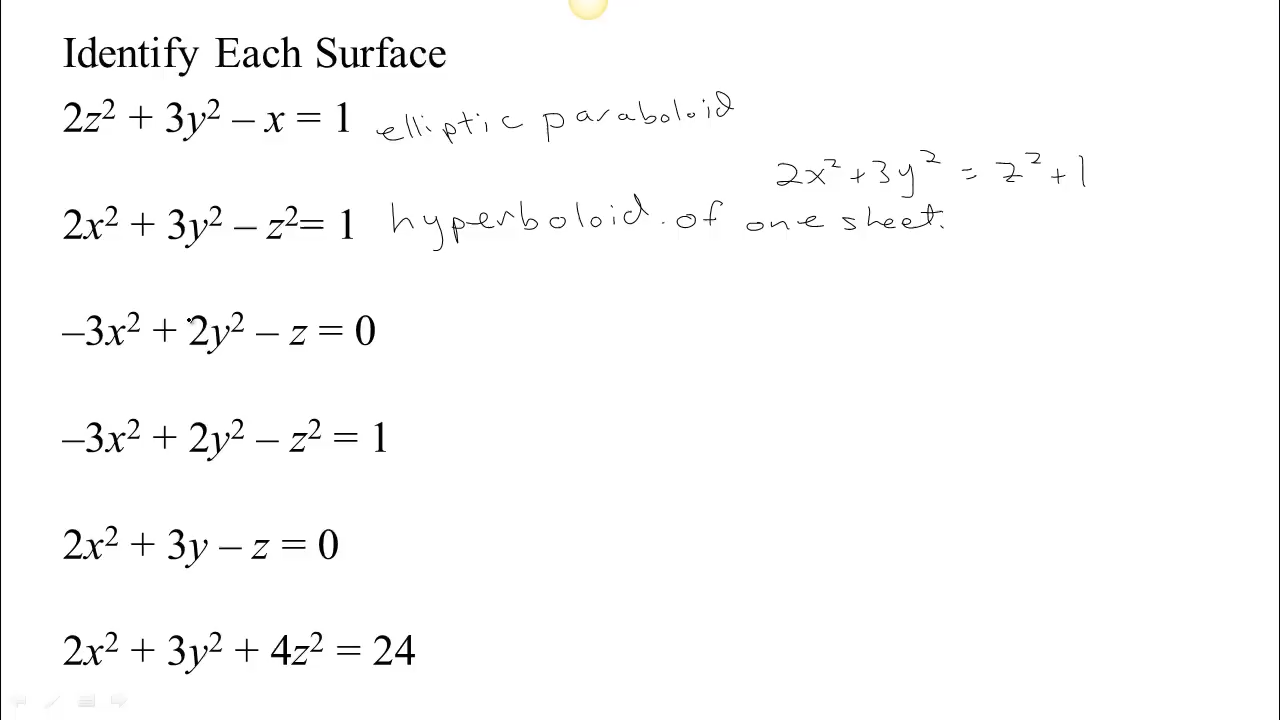 Identify Each Surface
2z² + 3y² – x = 1 elliptic paraboloid
2x² + 3y² = z² + 1
2x² + 3y² – z² = 1 hyperboloid of one sheet.
–3x² + 2y² – z = 0
–3x² + 2y² – z² = 1
2x² + 3y – z = 0
2x² + 3y² + 4z² = 24